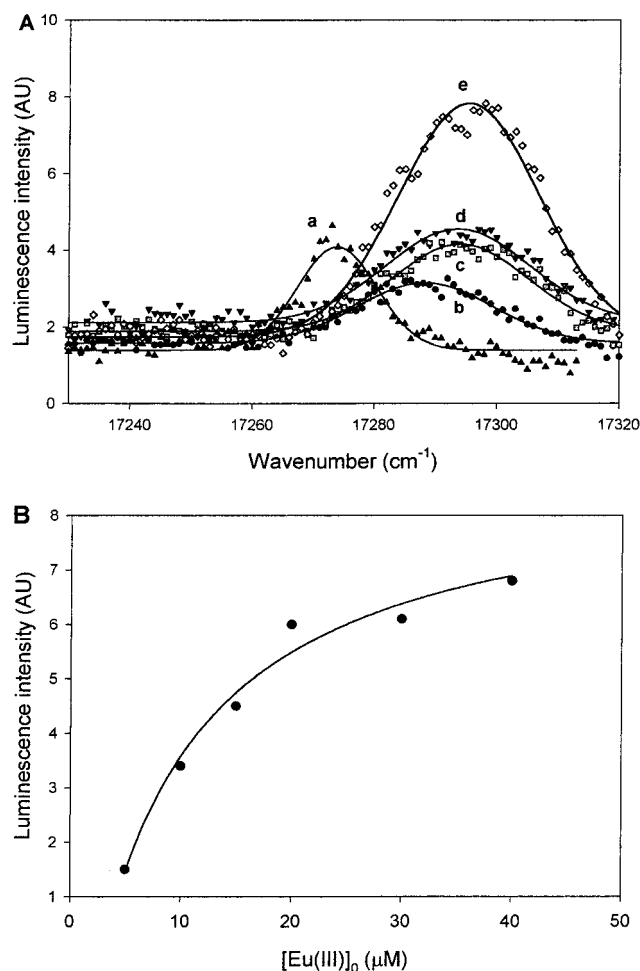 A
10
8
6
4
2
0
Luminescence intensity (AU)
a
e
d
c
b
17240
17260
17280
17300
17320
Wavenumber (cm⁻¹)
B
8
7
6
5
4
3
2
1
Luminescence intensity (AU)
0
10
20
30
40
50
[Eu(III)]₀ (μM)